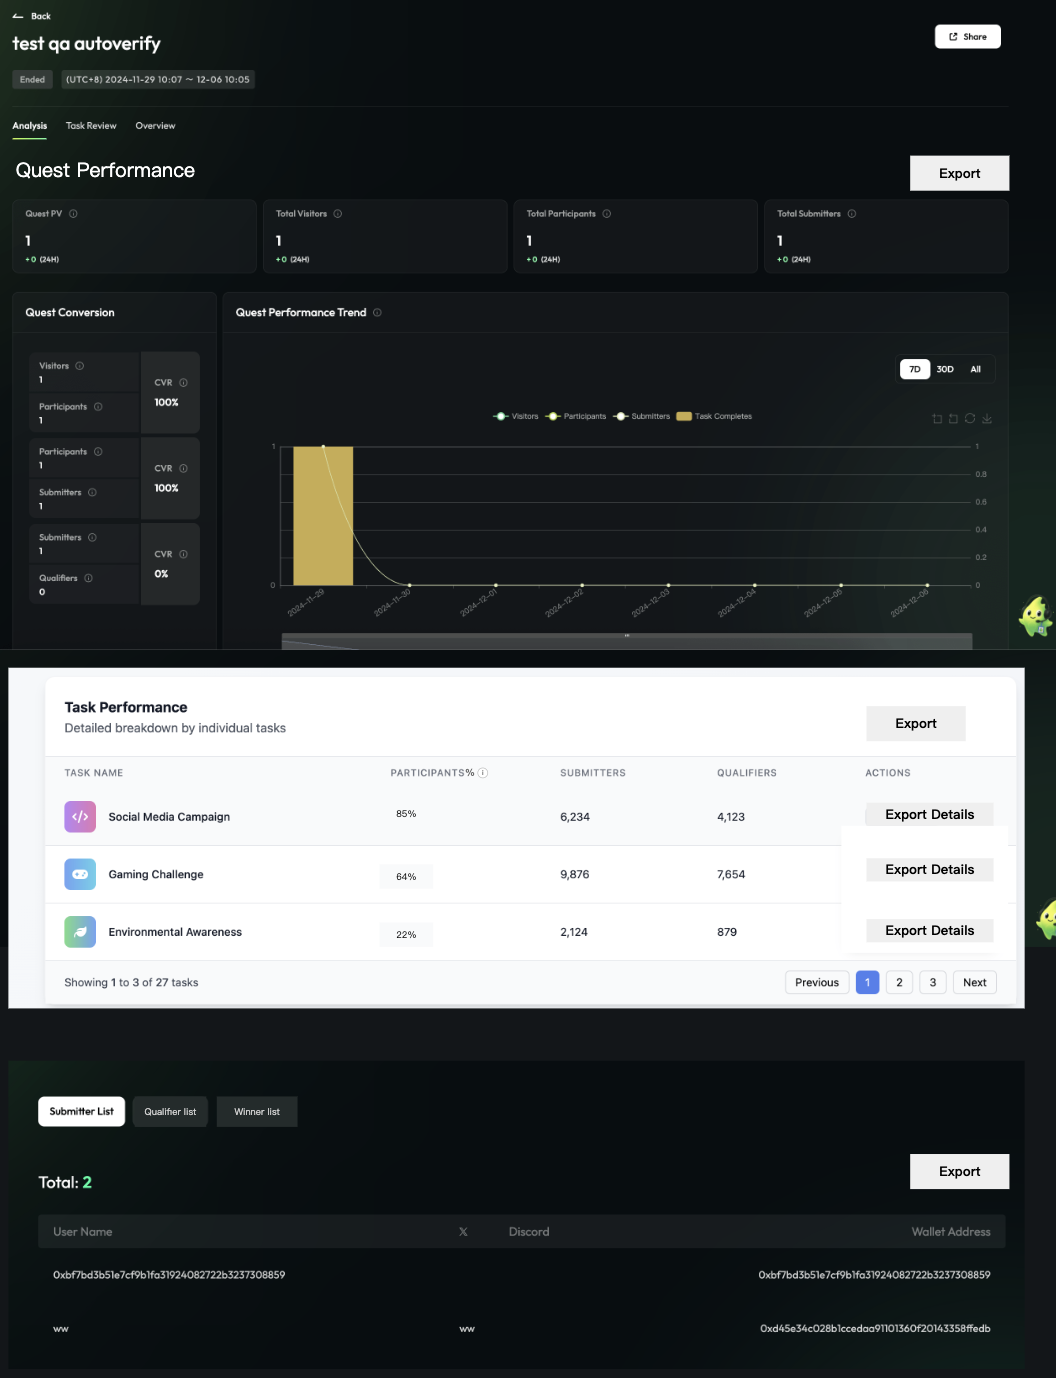 Back
test qa autoverify
Share
Ended (UTC+8) 2024-11-29 10:07 ~ 12-06 10:05
Analysis Task Review Overview
Quest Performance
Export
Quest PV
1
+0 (24H)
Total Visitors
1
+0 (24H)
Total Participants
1
+0 (24H)
Total Submitters
1
+0 (24H)
Quest Conversion
Visitors
1
Participants
1
CVR
100%
Participants
1
Submitters
1
CVR
100%
Submitters
1
Qualifiers
0
CVR
0%
Quest Performance Trend
7D 30D All
Visitors Participants Submitters Task Completes
1 1
0.8
0.6
0.4
0.2
0 0
2024-11-29 2024-11-30 2024-12-01 2024-12-02 2024-12-03 2024-12-04 2024-12-05 2024-12-06
Task Performance
Detailed breakdown by individual tasks
Export
TASK NAME PARTICIPANTS% SUBMITTERS QUALIFIERS ACTIONS
Social Media Campaign 85% 6,234 4,123 Export Details
Gaming Challenge 64% 9,876 7,654 Export Details
Environmental Awareness 22% 2,124 879 Export Details
Showing 1 to 3 of 27 tasks
Previous 1 2 3 Next
Submitter List Qualifier list Winner list
Total: 2
Export
User Name 𝕏 Discord Wallet Address
0xbf7bd3b51e7cf9b1fa31924082722b3237308859 0xbf7bd3b51e7cf9b1fa31924082722b3237308859
ww ww 0xd45e34c028b1ccedaa91101360f20143358ffedb